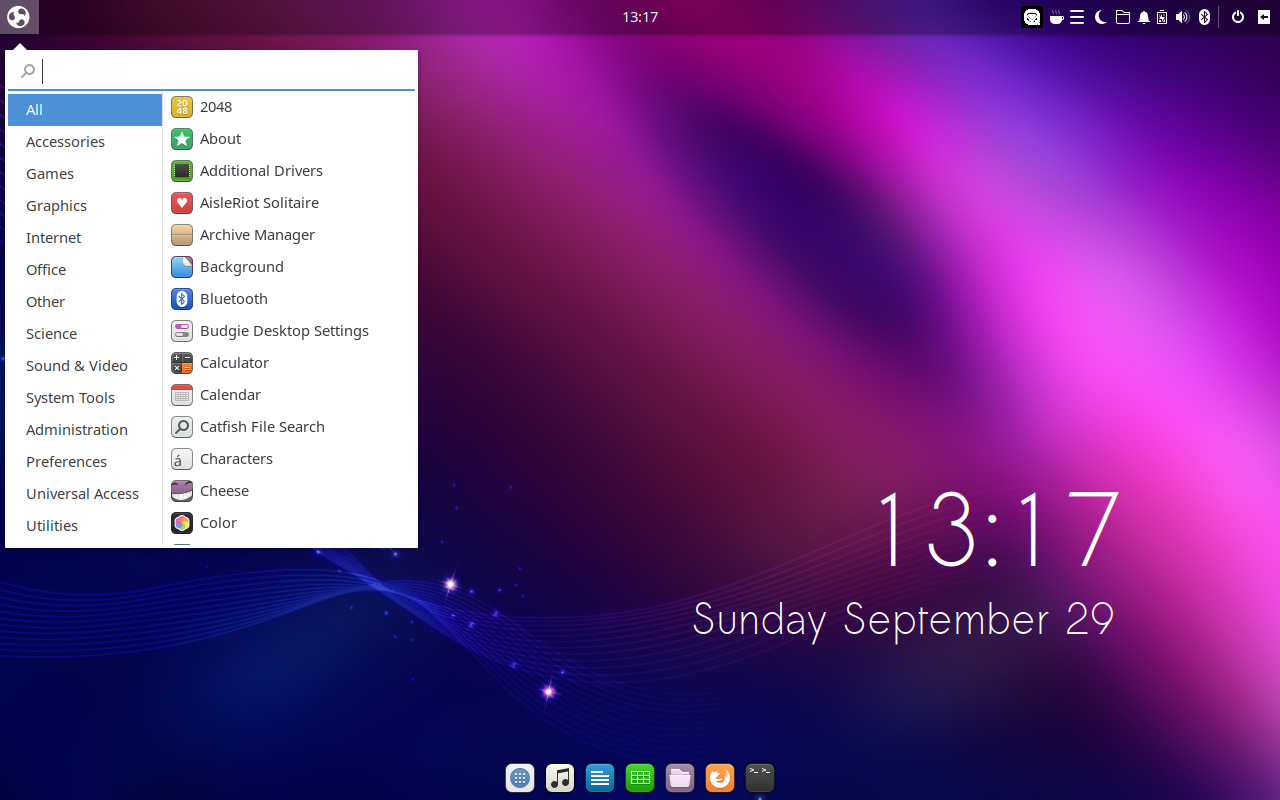 13:17
All
Accessories
Games
Graphics
Internet
Office
Other
Science
Sound & Video
System Tools
Administration
Preferences
Universal Access
Utilities
20
48
2048
About
Additional Drivers
AisleRiot Solitaire
Archive Manager
Background
Bluetooth
Budgie Desktop Settings
Calculator
Calendar
Catfish File Search
á
Characters
Cheese
Color
13:17
Sunday September 29
>_ >_